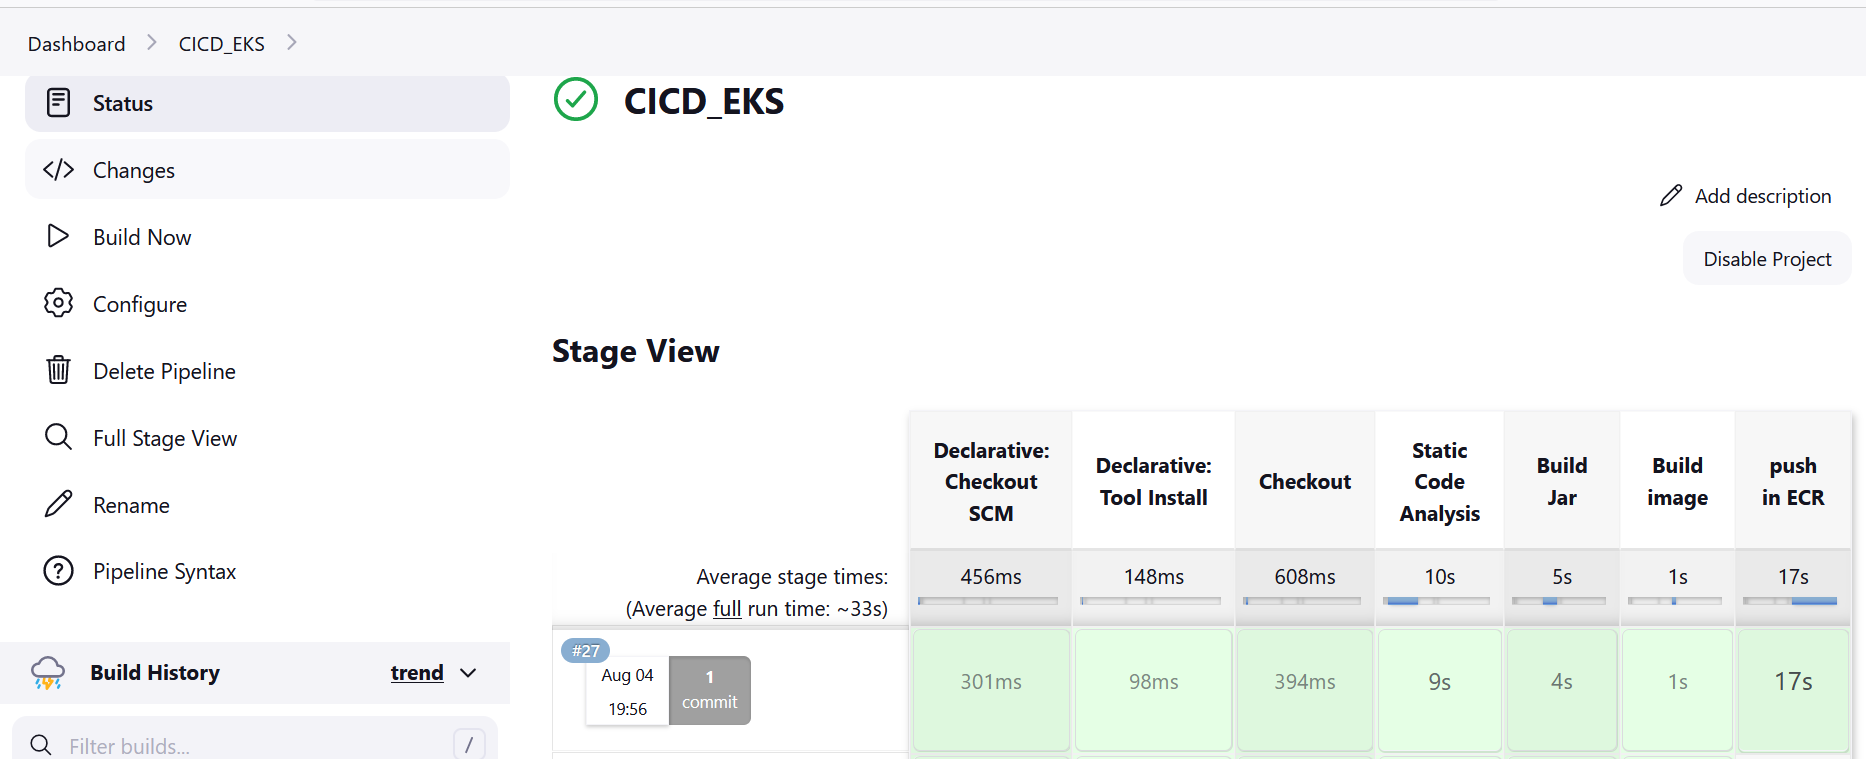 Dashboard
CICD_EKS
Status
Changes
Build Now
Configure
Delete Pipeline
Full Stage View
Rename
Pipeline Syntax
Build History
trend
Filter builds...
/
CICD_EKS
Add description
Disable Project
Stage View
Declarative:
Checkout
SCM
Declarative:
Tool Install
Checkout
Static
Code
Analysis
Build
Jar
Build
image
push
in ECR
Average stage times:
(Average full run time: ~33s)
456ms
148ms
608ms
10s
5s
1s
17s
#27
Aug 04
19:56
1
commit
301ms
98ms
394ms
9s
4s
1s
17s